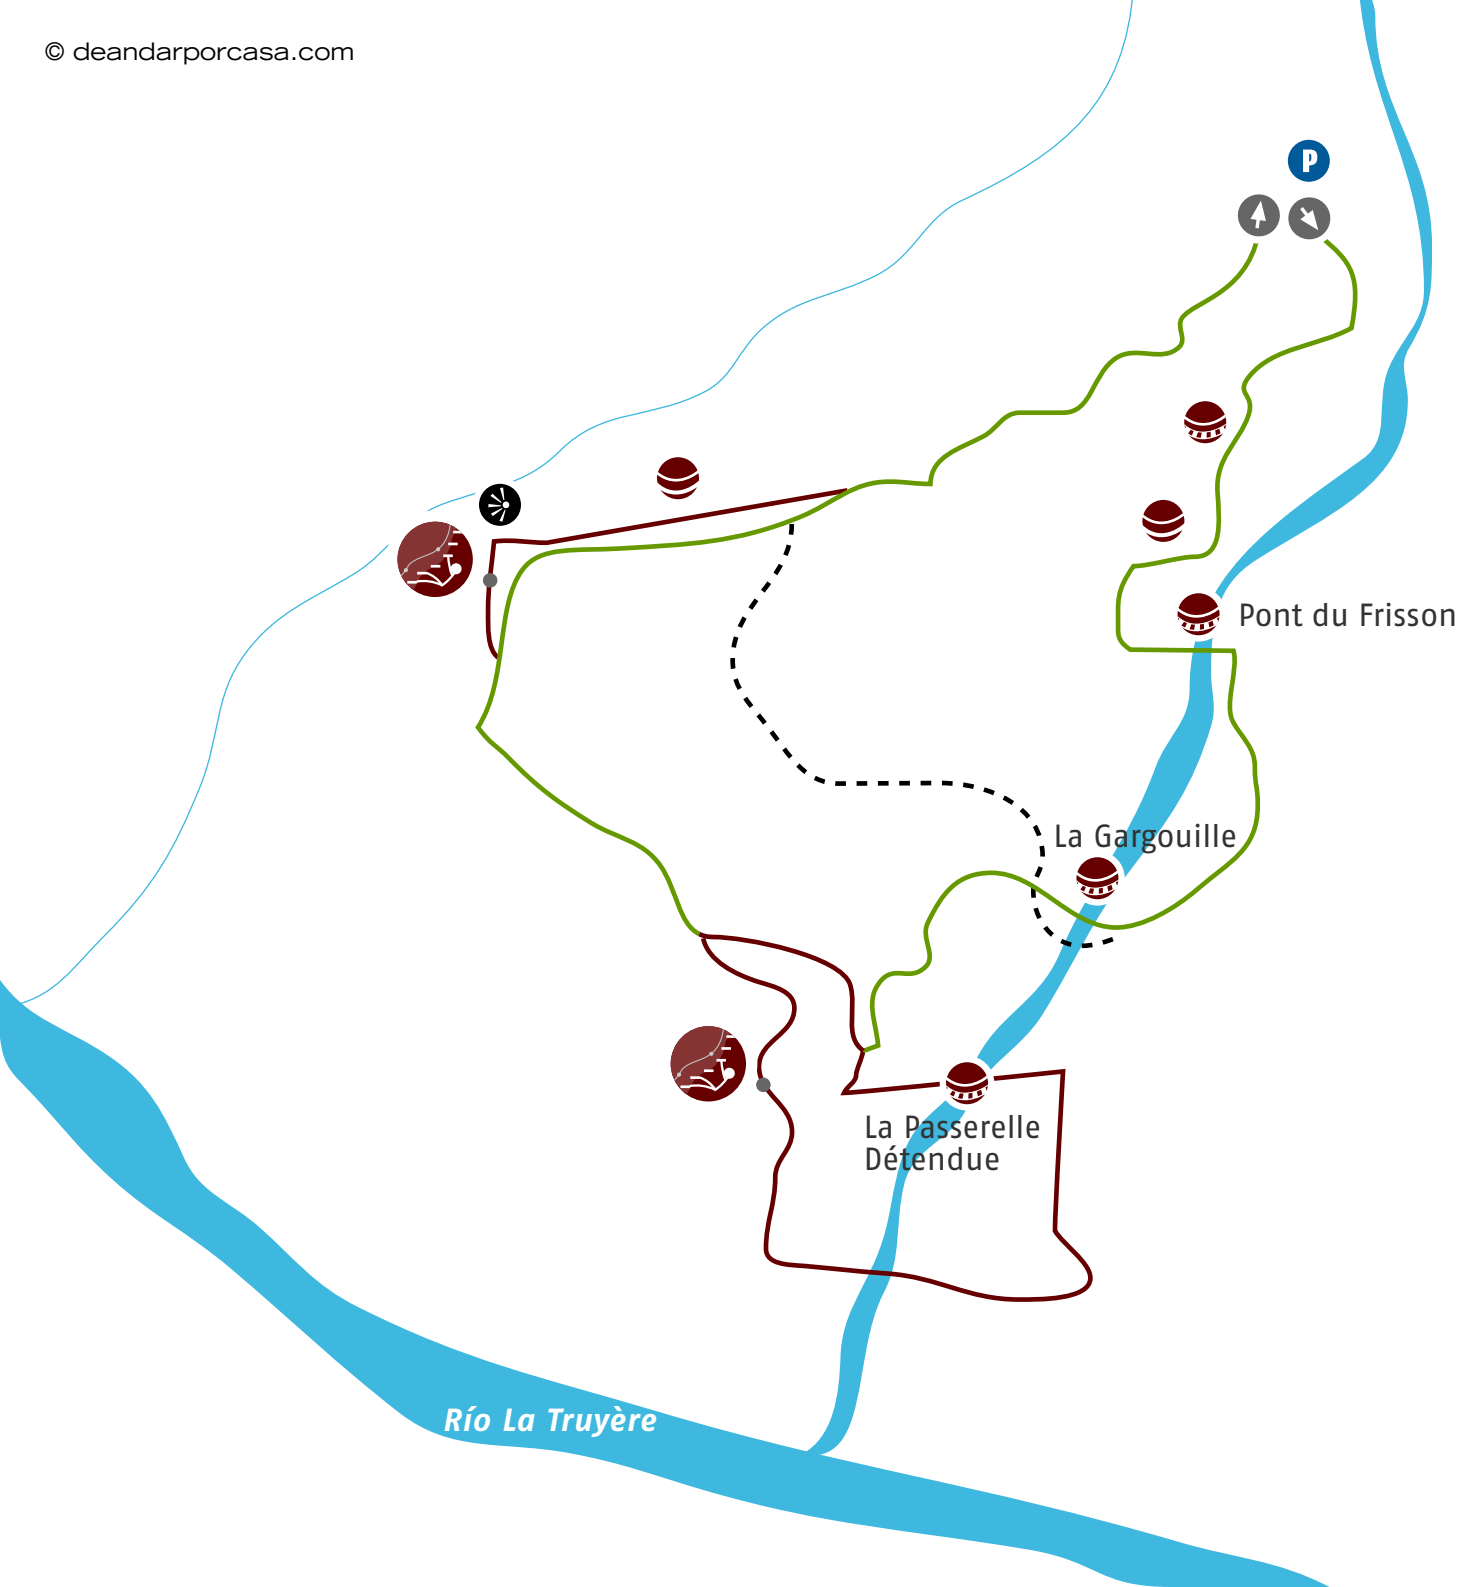 © deandarporcasa.com
P
Pont du Frisson
La Gargouille
La Passerelle
Détendue
Río La Truyère